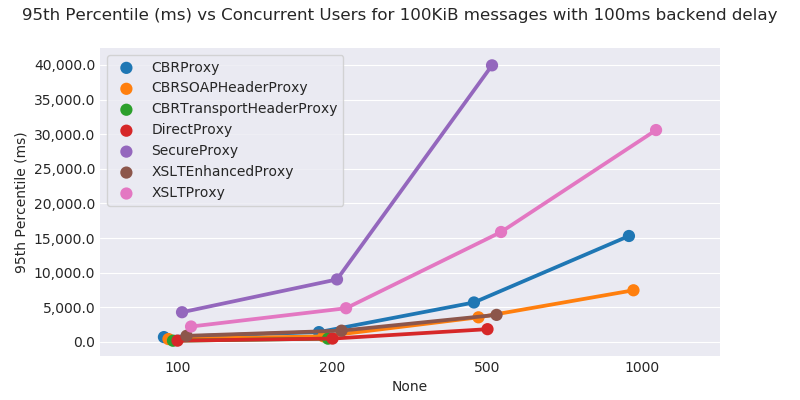 95th Percentile (ms) vs Concurrent Users for 100KiB messages with 100ms backend delay
40,000.0
35,000.0
30,000.0
25,000.0
20,000.0
15,000.0
10,000.0
5,000.0
0.0
95th Percentile (ms)
CBRProxy
CBRSOAPHeaderProxy
CBRTransportHeaderProxy
DirectProxy
SecureProxy
XSLTEnhancedProxy
XSLTProxy
100 200 500 1000
None